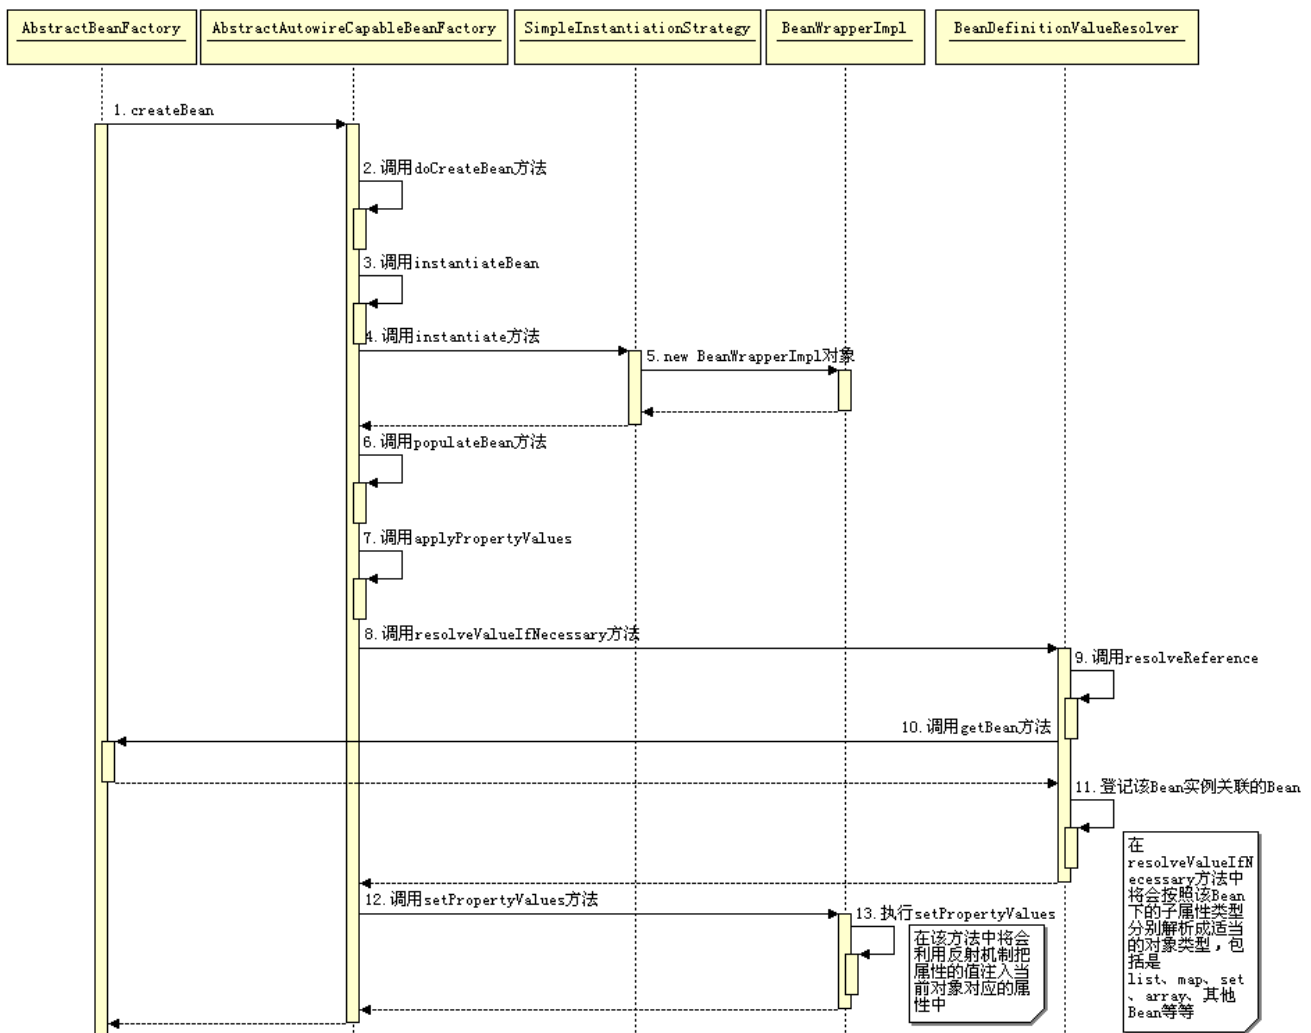 AbstractBeanFactory
AbstractAutowireCapableBeanFactory
SimpleInstantiationStrategy
BeanWrapperImpl
BeanDefinitionValueResolver
1.createBean
2.调用doCreateBean方法
3.调用instantiateBean
4.调用instantiate方法
5.new BeanWrapperImpl对象
6.调用populateBean方法
7.调用applyPropertyValues
8.调用resolveValueIfNecessary方法
9.调用resolveReference
10.调用getBean方法
11.登记该Bean实例关联的Bean
在
resolveValueIfN
ecessary方法中
将会按照该Bean
下的子属性类型
分别解析成适当
的对象类型，包
括是
list、map、set
、array、其他
Bean等等
12.调用setPropertyValues方法
13.执行setPropertyValues
在该方法中将会
利用反射机制把
属性的值注入当
前对象对应的属
性中